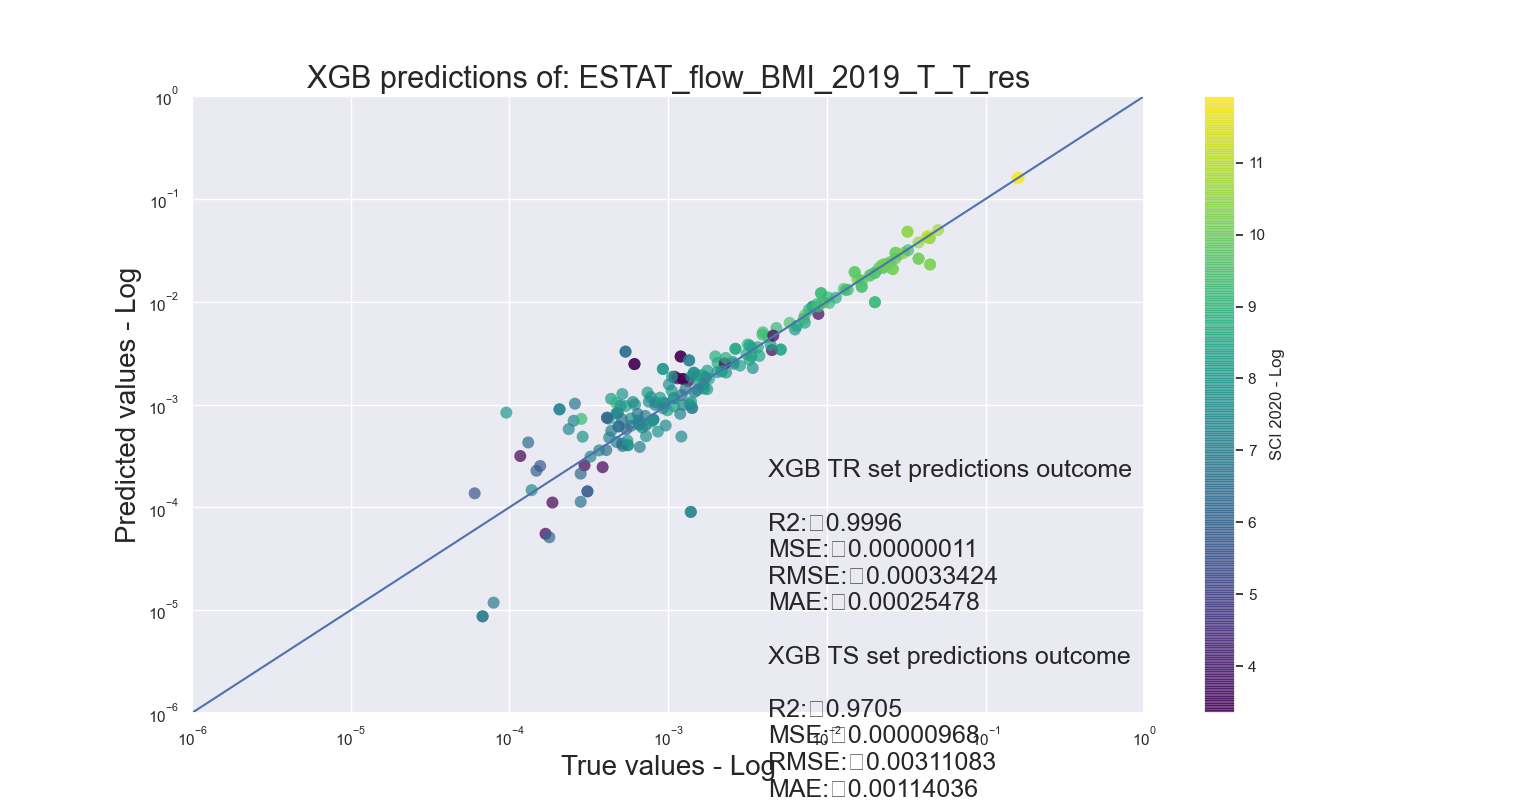 XGB predictions of: ESTAT_flow_BMI_2019_T_T_res
Predicted values - Log
10⁰
10⁻¹
10⁻²
10⁻³
10⁻⁴
10⁻⁵
10⁻⁶
XGB TR set predictions outcome
R2:□0.9996
MSE:□0.00000011
RMSE:□0.00033424
MAE:□0.00025478
XGB TS set predictions outcome
R2:□0.9705
MSE:□0.00000968
RMSE:□0.00311083
MAE:□0.00114036
10⁻⁶ 10⁻⁵ 10⁻⁴ 10⁻³ 10⁻² 10⁻¹ 10⁰
True values - Log
11
10
9
8
7
6
5
4
SCI 2020 - Log